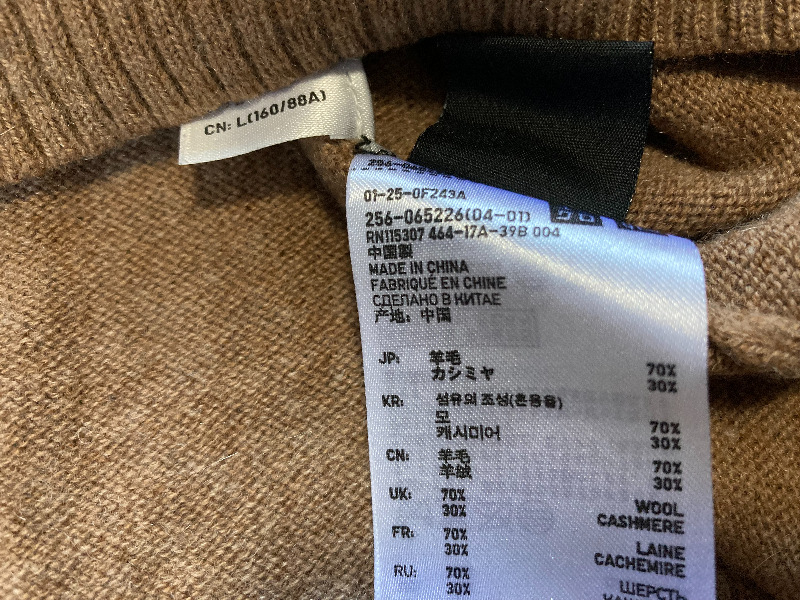 CN: L(160/88A)
01-25-0F243A
256-065226(04-01)
RN115307 464-17A-39B 004
中国製
MADE IN CHINA
FABRIQUÉ EN CHINE
СДЕЛАНО В КИТАЕ
产地: 中国
JP: 羊毛 70%
カシミヤ 30%
KR: 섬유의 조성(혼용율)
모 70%
캐시미어 30%
CN: 羊毛 70%
羊绒 30%
UK: 70% WOOL
30% CASHMERE
FR: 70% LAINE
30% CACHEMIRE
RU: 70% ШЕРСТЬ
30%